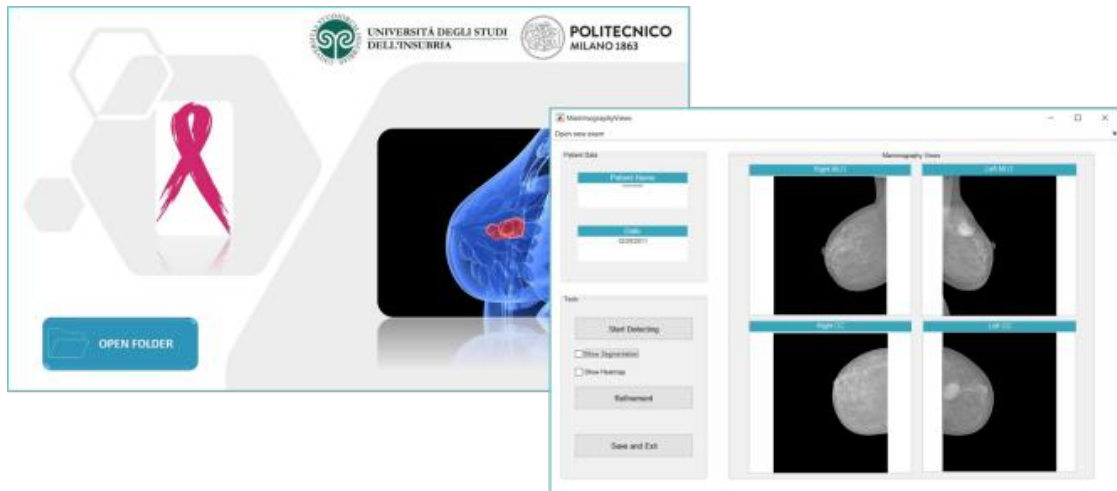 UNIVERSITÀ DEGLI STUDI
DELL'INSUBRIA
POLITECNICO
MILANO 1863
OPEN FOLDER
MammographyViews
Open new exam
Patient Data
Patient Name
Date
Tools
Start Detecting
Show Segmentation
Show Heatmap
Refinement
Save and Exit
Mammography Views
Right MLO
Left MLO
Right CC
Left CC